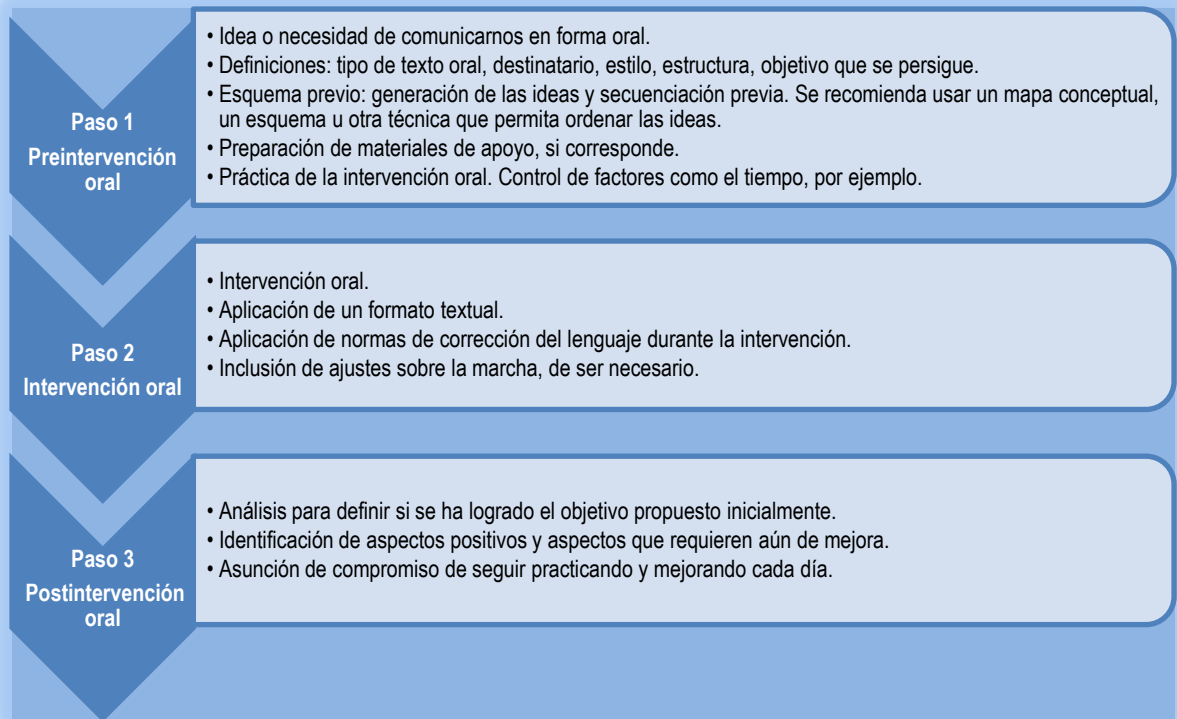 Paso 1
Preintervención
oral
• Idea o necesidad de comunicarnos en forma oral.
• Definiciones: tipo de texto oral, destinatario, estilo, estructura, objetivo que se persigue.
• Esquema previo: generación de las ideas y secuenciación previa. Se recomienda usar un mapa conceptual,
un esquema u otra técnica que permita ordenar las ideas.
• Preparación de materiales de apoyo, si corresponde.
• Práctica de la intervención oral. Control de factores como el tiempo, por ejemplo.
Paso 2
Intervención oral
• Intervención oral.
• Aplicación de un formato textual.
• Aplicación de normas de corrección del lenguaje durante la intervención.
• Inclusión de ajustes sobre la marcha, de ser necesario.
Paso 3
Postintervención
oral
• Análisis para definir si se ha logrado el objetivo propuesto inicialmente.
• Identificación de aspectos positivos y aspectos que requieren aún de mejora.
• Asunción de compromiso de seguir practicando y mejorando cada día.